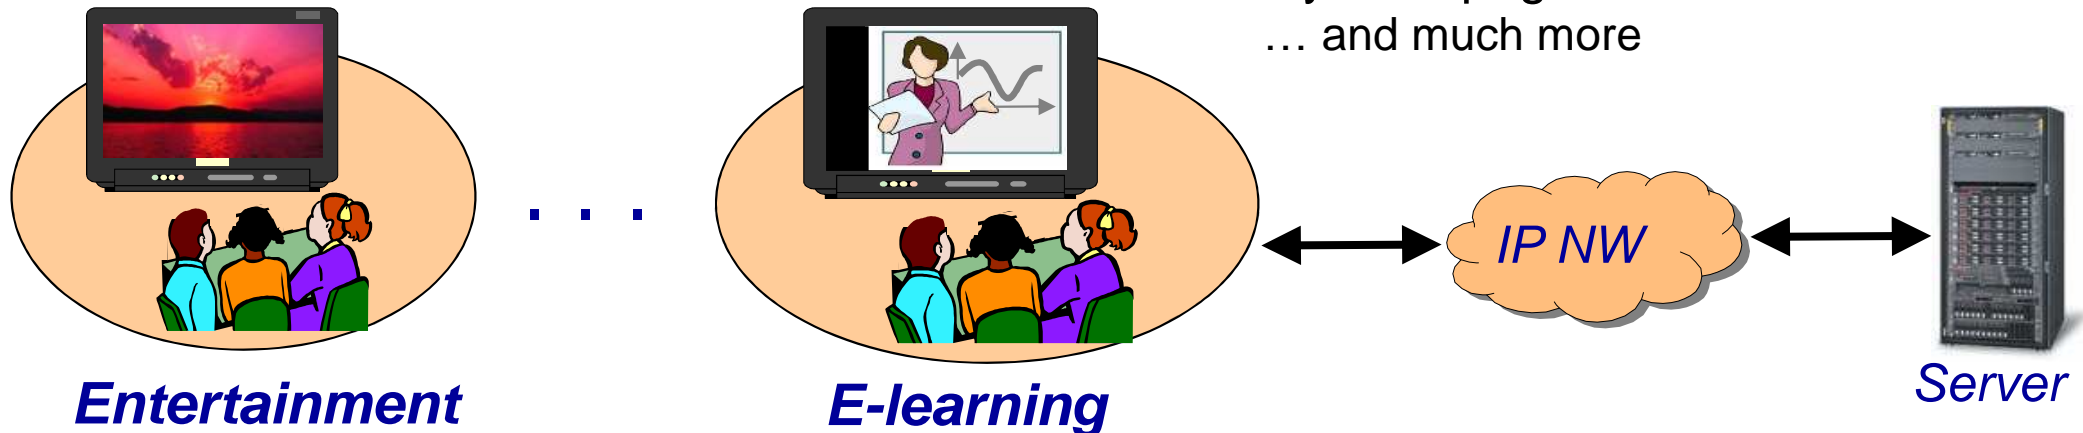 … and much more
IP NW
Server
Entertainment
E-learning